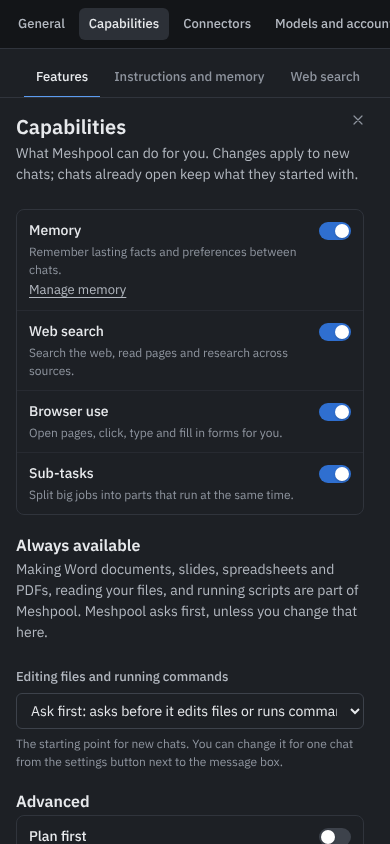 General Capabilities Connectors Models and accoun
Features Instructions and memory Web search
Capabilities
What Meshpool can do for you. Changes apply to new
chats; chats already open keep what they started with.
Memory
Remember lasting facts and preferences between
chats.
Manage memory
Web search
Search the web, read pages and research across
sources.
Browser use
Open pages, click, type and fill in forms for you.
Sub-tasks
Split big jobs into parts that run at the same time.
Always available
Making Word documents, slides, spreadsheets and
PDFs, reading your files, and running scripts are part of
Meshpool. Meshpool asks first, unless you change that
here.
Editing files and running commands
Ask first: asks before it edits files or runs comma
The starting point for new chats. You can change it for one chat
from the settings button next to the message box.
Advanced
Plan first